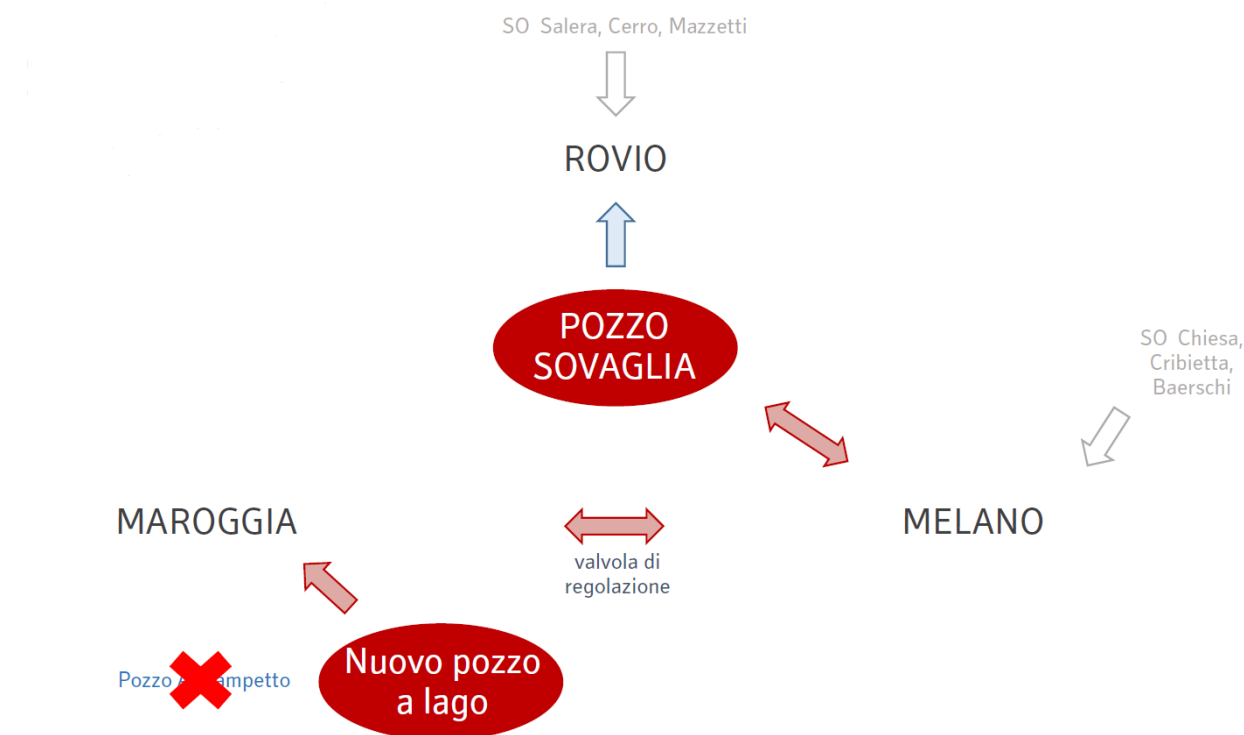 SO Salera, Cerro, Mazzetti
ROVIO
POZZO
SOVAGLIA
SO Chiesa,
Cribietta,
Baerschi
MAROGGIA
MELANO
valvola di
regolazione
Pozzo
Nuovo pozzo
a lago